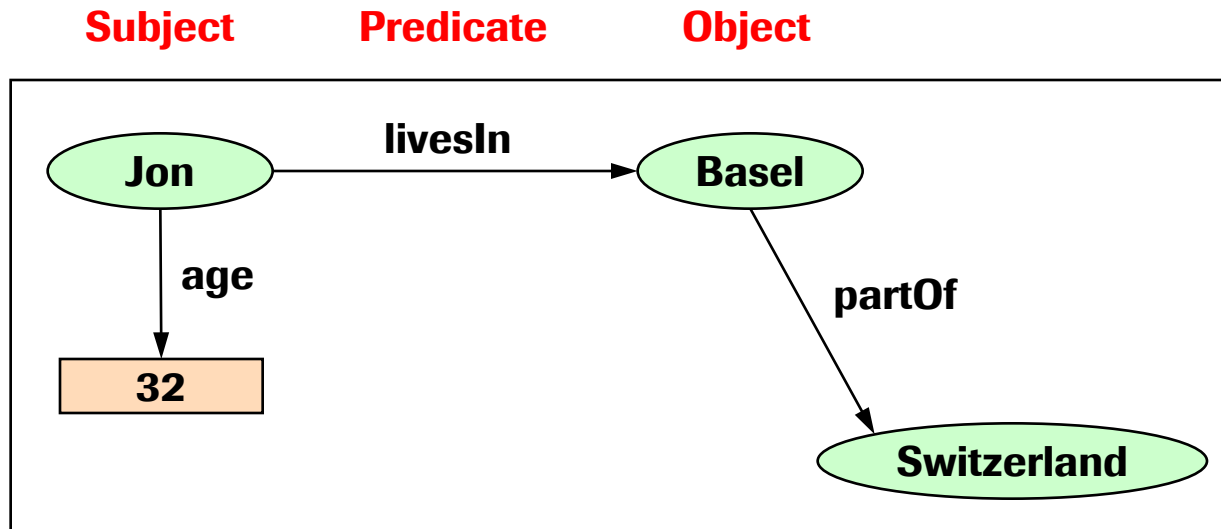 Subject Predicate Object
livesIn
Jon
Basel
age
partOf
32
Switzerland